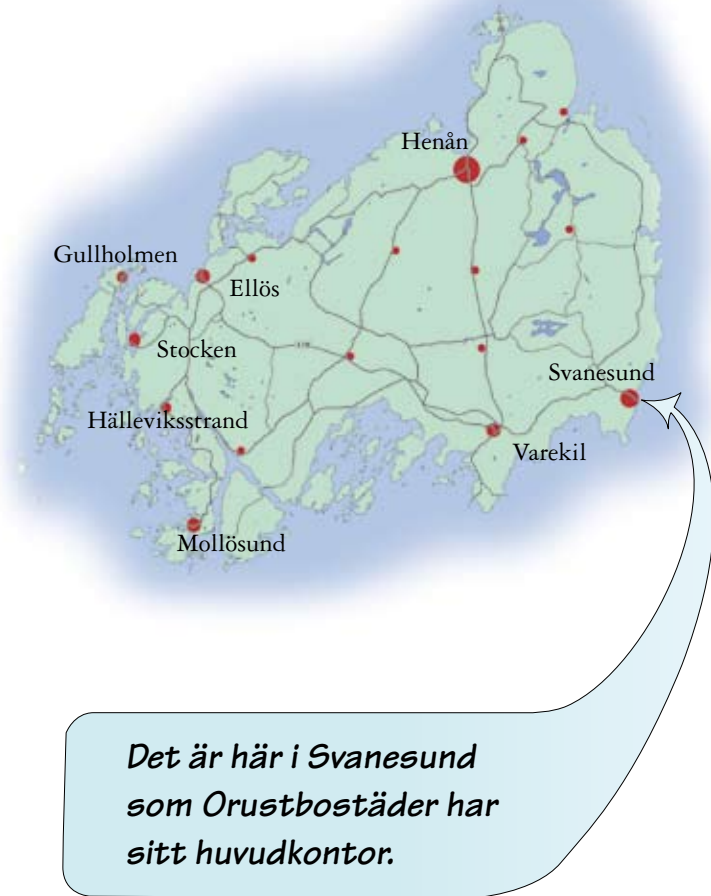 Henån
Gullholmen
Ellös
Stocken
Svanesund
Hälleviksstrand
Varekil
Mollösund
Det är här i Svanesund
som Orustbostäder har
sitt huvudkontor.